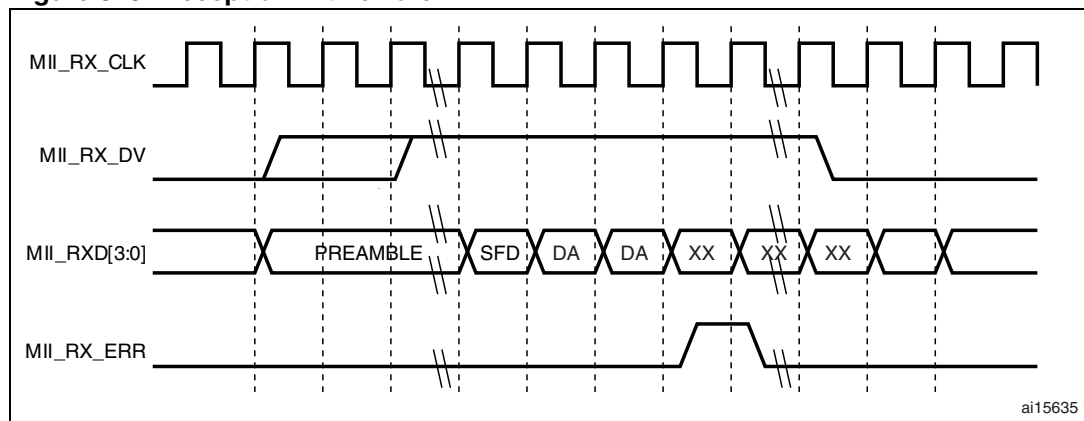 MII_RX_CLK
MII_RX_DV
MII_RXD[3:0]
PREAMBLE
SFD
DA
DA
XX
XX
XX
MII_RX_ERR
ai15635